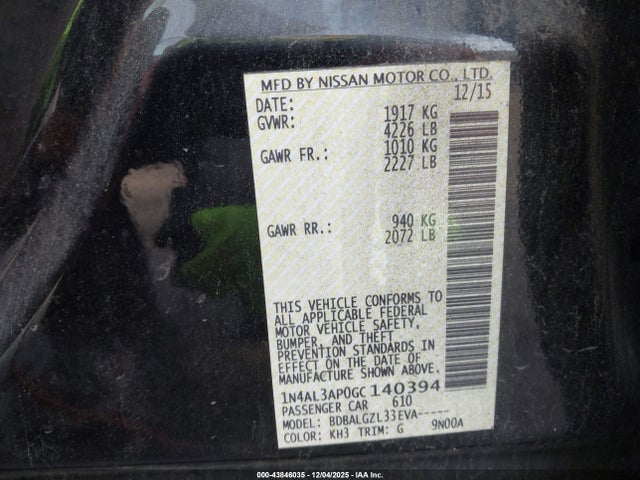 MFD BY NISSAN MOTOR CO., LTD.
DATE: 12/15
GVWR: 1917 KG
4226 LB
GAWR FR.: 1010 KG
2227 LB
GAWR RR.: 940 KG
2072 LB
THIS VEHICLE CONFORMS TO
ALL APPLICABLE FEDERAL
MOTOR VEHICLE SAFETY,
BUMPER, AND THEFT
PREVENTION STANDARDS IN
EFFECT ON THE DATE OF
MANUFACTURE SHOWN ABOVE.
1N4AL3AP0GC140394
PASSENGER CAR 610
MODEL: BDBALGZL33EVA-----
COLOR: KH3 TRIM: G 9N00A
000-43846035 - 12/04/2025 - IAA Inc.